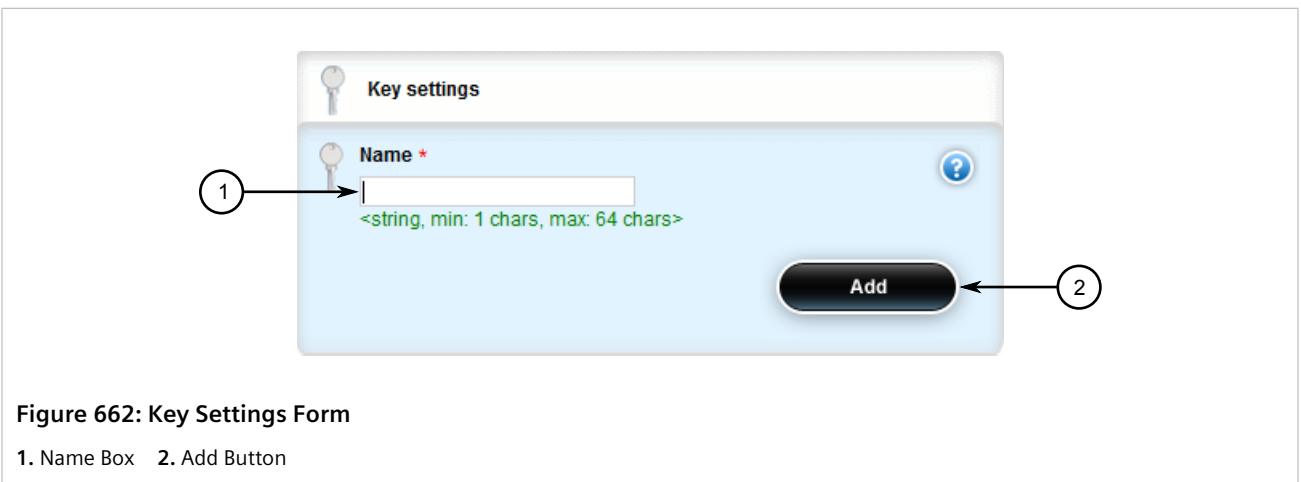 Key settings
Name *
1
<string, min: 1 chars, max: 64 chars>
Add
2
Figure 662: Key Settings Form
1. Name Box 2. Add Button